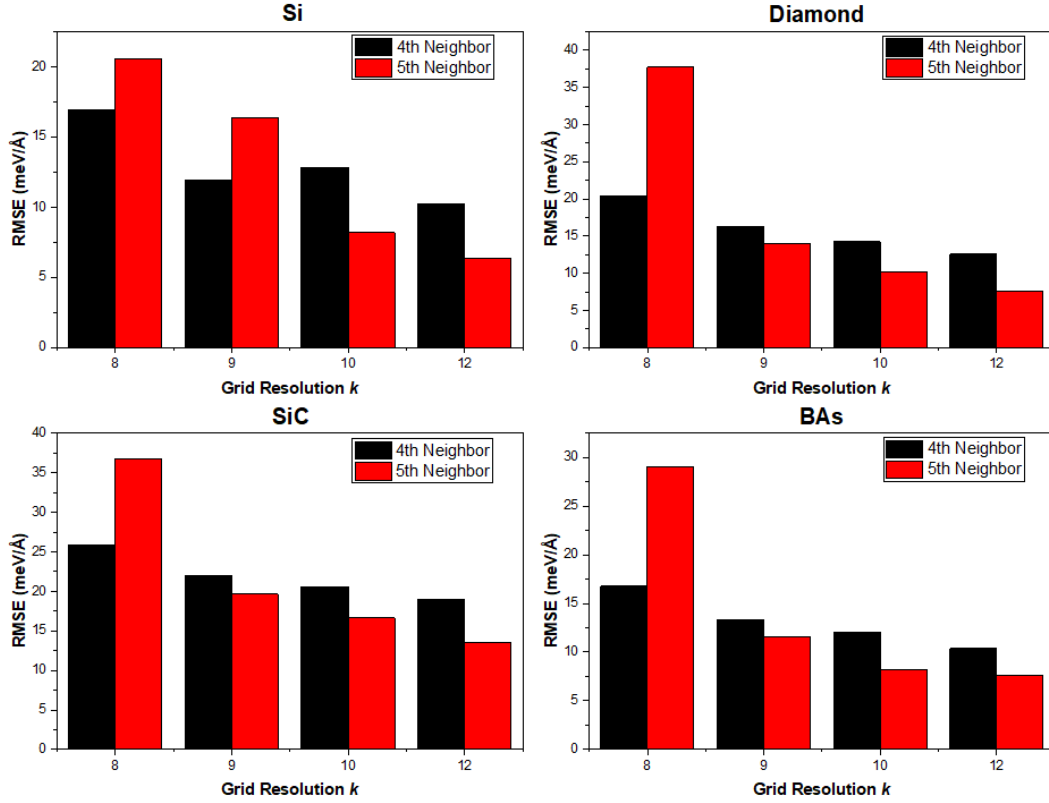 Si
4th Neighbor
5th Neighbor
RMSE (meV/Å)
20
15
10
5
0
8
9
10
12
Grid Resolution k
Diamond
4th Neighbor
5th Neighbor
RMSE (meV/Å)
40
35
30
25
20
15
10
5
0
8
9
10
12
Grid Resolution k
SiC
4th Neighbor
5th Neighbor
RMSE (meV/Å)
40
35
30
25
20
15
10
5
0
8
9
10
12
Grid Resolution k
BAs
4th Neighbor
5th Neighbor
RMSE (meV/Å)
30
25
20
15
10
5
0
8
9
10
12
Grid Resolution k